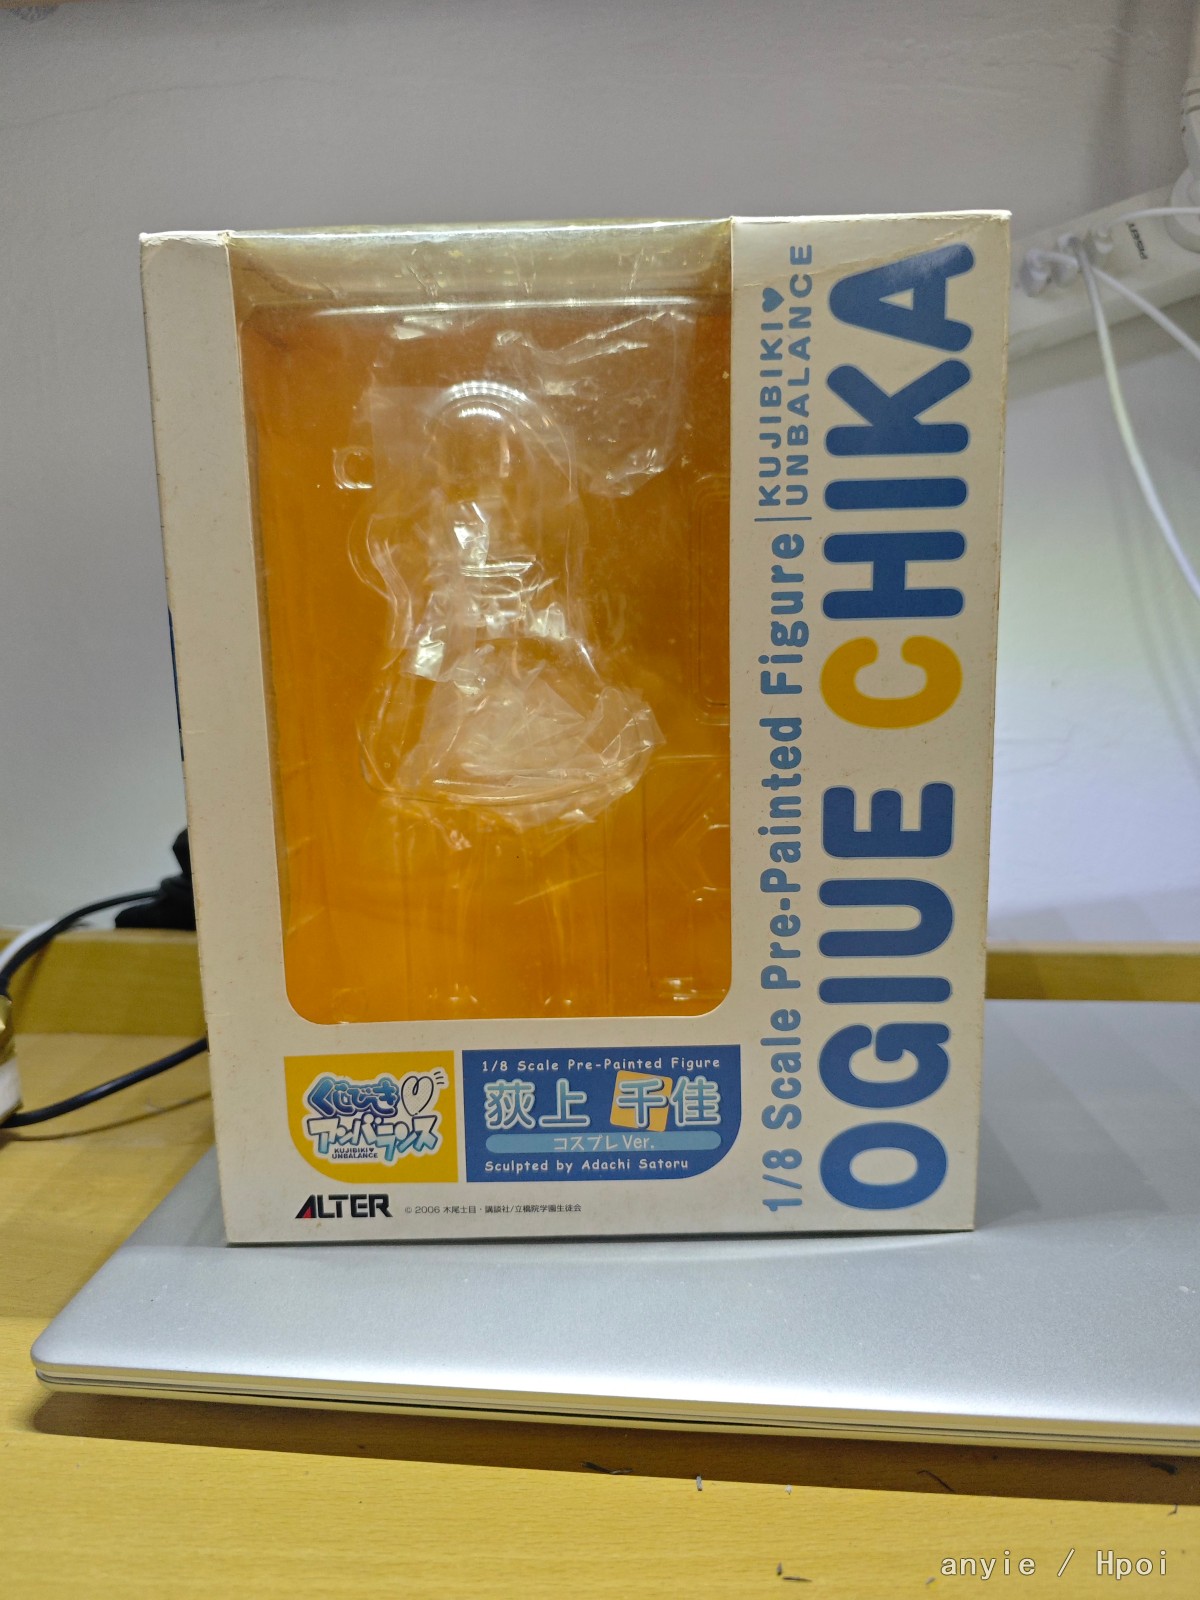 1/8 Scale Pre-Painted Figure
KUJIBIKI♥
UNBALANCE
OGIUE CHIKA
くじびき
アンバランス
KUJIBIKI♥
UNBALANCE
1/8 Scale Pre-Painted Figure
荻上 千佳
コスプレVer.
Sculpted by Adachi Satoru
ALTER
© 2006 木尾士目・講談社/立橋院学園生徒会
anyie / Hpoi